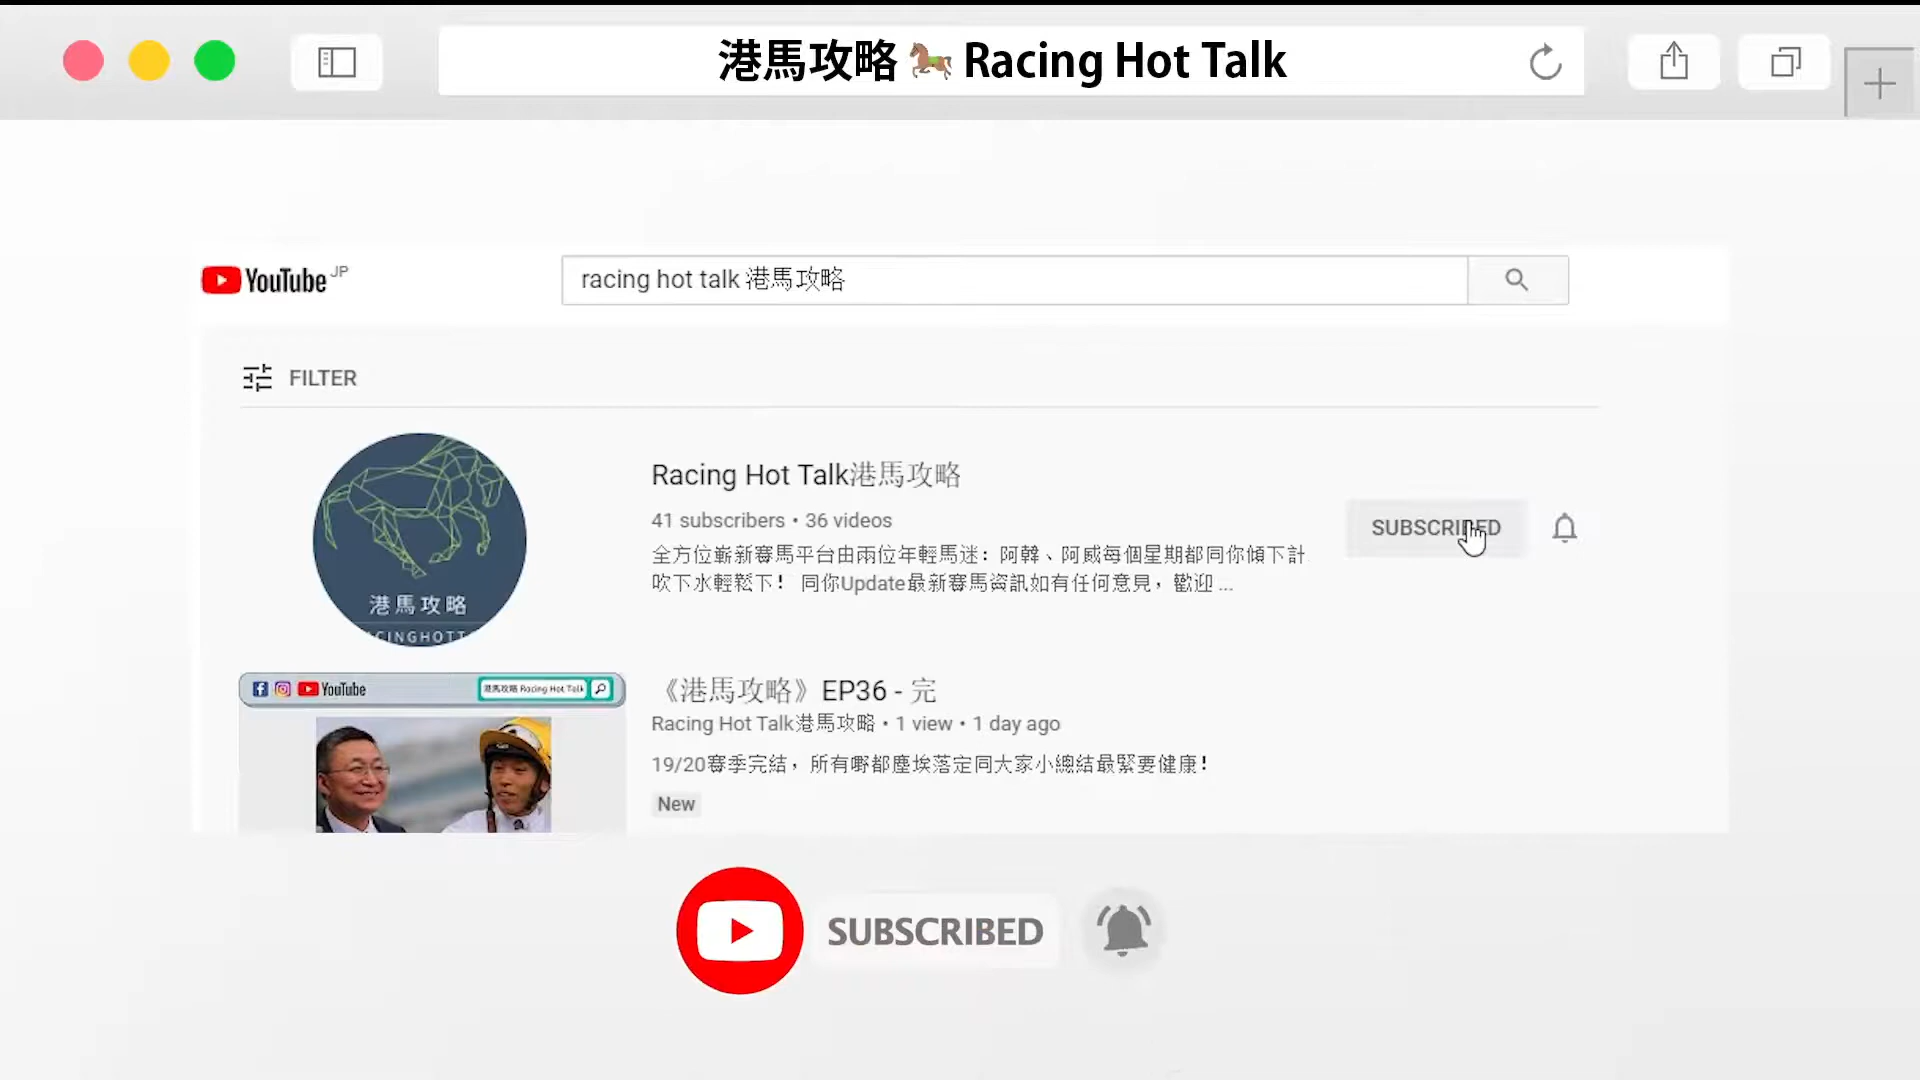 港馬攻略🐎 Racing Hot Talk
YouTube JP
racing hot talk 港馬攻略
FILTER
Racing Hot Talk港馬攻略
41 subscribers • 36 videos
SUBSCRIBED
全方位嶄新賽馬平台由兩位年輕馬迷：阿韓、阿威每個星期都同你傾下計
吹下水輕鬆下！ 同你Update最新賽馬資訊如有任何意見，歡迎 ...
港馬攻略
YouTube
港馬攻略 Racing Hot Talk
《港馬攻略》EP36 - 完
Racing Hot Talk港馬攻略 • 1 view • 1 day ago
19/20賽季完結，所有嘢都塵埃落定同大家小總結最緊要健康！
New
SUBSCRIBED